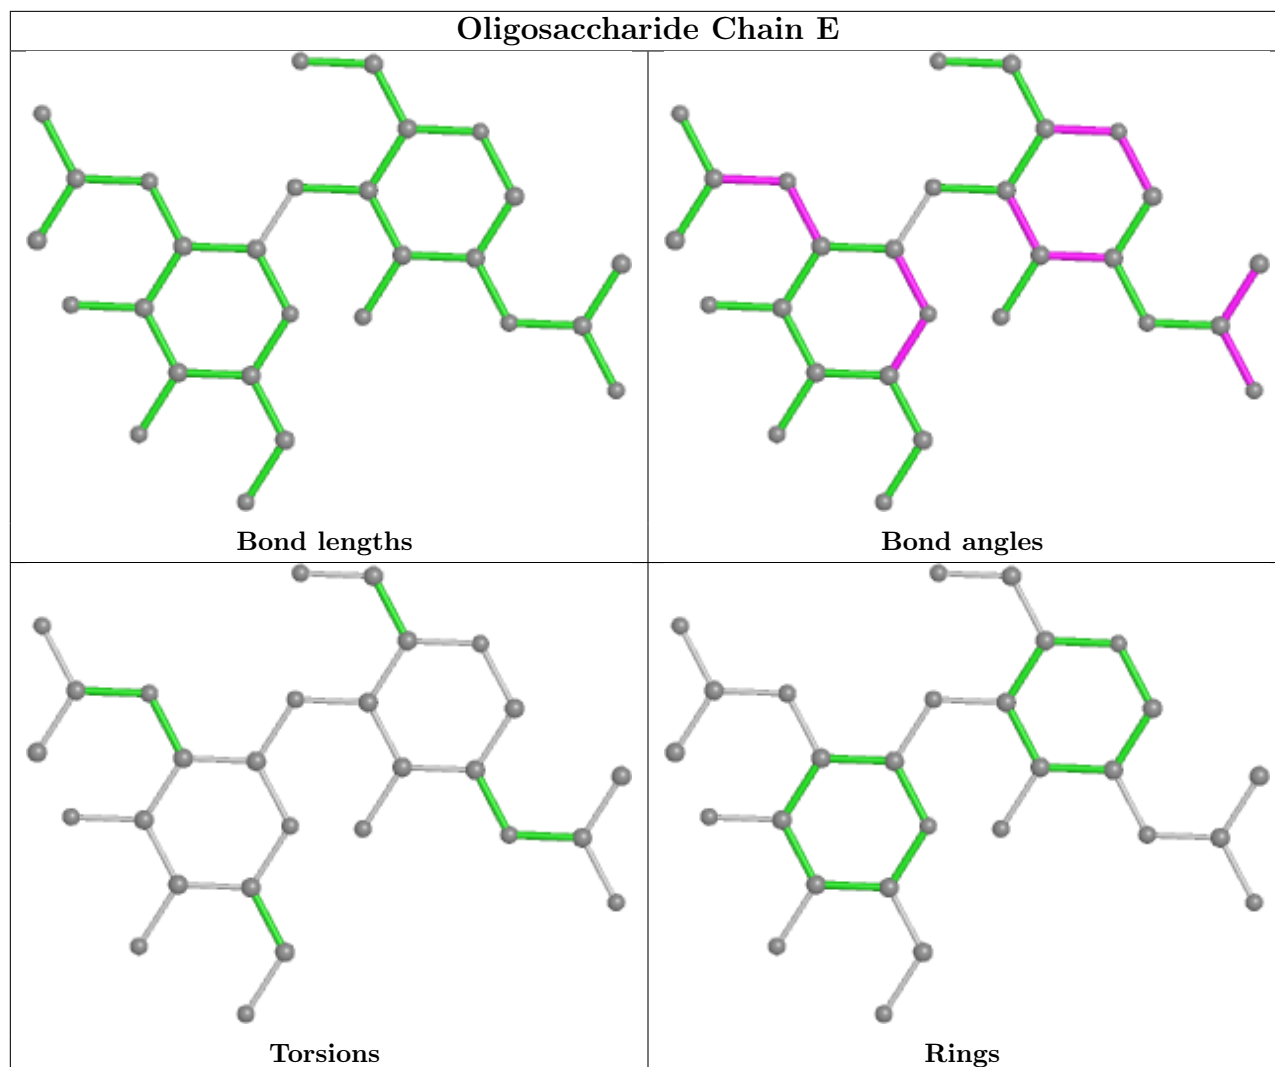 Oligosaccharide Chain E
Bond lengths
Bond angles
Torsions
Rings